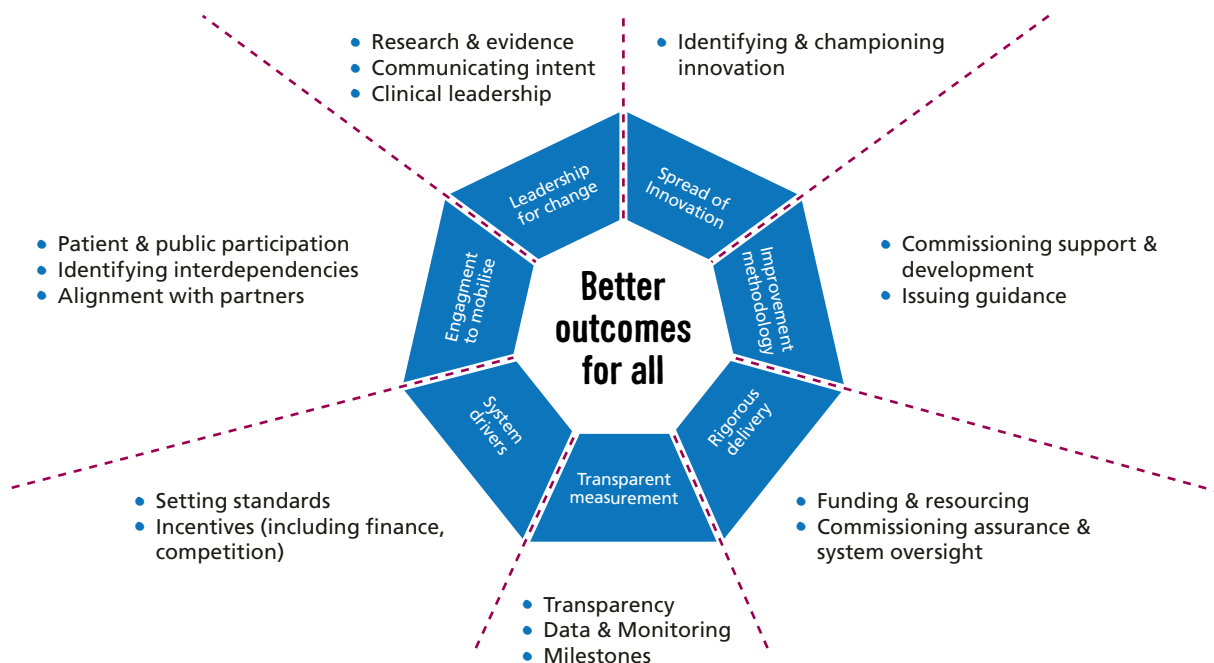 • Research & evidence
• Communicating intent
• Clinical leadership
• Identifying & championing
innovation
Leadership
for change
Spread of
Innovation
• Patient & public participation
• Identifying interdependencies
• Alignment with partners
Engagment
to mobilise
Better
outcomes
for all
Improvement
methodology
• Commissioning support &
development
• Issuing guidance
System
drivers
Transparent
measurement
Rigorous
delivery
• Setting standards
• Incentives (including finance,
competition)
• Funding & resourcing
• Commissioning assurance &
system oversight
• Transparency
• Data & Monitoring
• Milestones